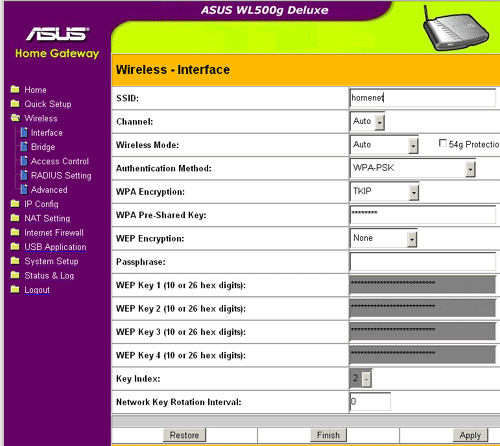 ASUS WL500g Deluxe
ASUS
Home Gateway
Home
Quick Setup
Wireless
Interface
Bridge
Access Control
RADIUS Setting
Advanced
IP Config
NAT Setting
Internet Firewall
USB Application
System Setup
Status & Log
Logout
Wireless - Interface
SSID: homenet
Channel: Auto
Wireless Mode: Auto 54g Protectio
Authentication Method: WPA-PSK
WPA Encryption: TKIP
WPA Pre-Shared Key: ********
WEP Encryption: None
Passphrase:
WEP Key 1 (10 or 26 hex digits): **************************
WEP Key 2 (10 or 26 hex digits): **************************
WEP Key 3 (10 or 26 hex digits): **************************
WEP Key 4 (10 or 26 hex digits): **************************
Key Index: 2
Network Key Rotation Interval: 0
Restore Finish Apply